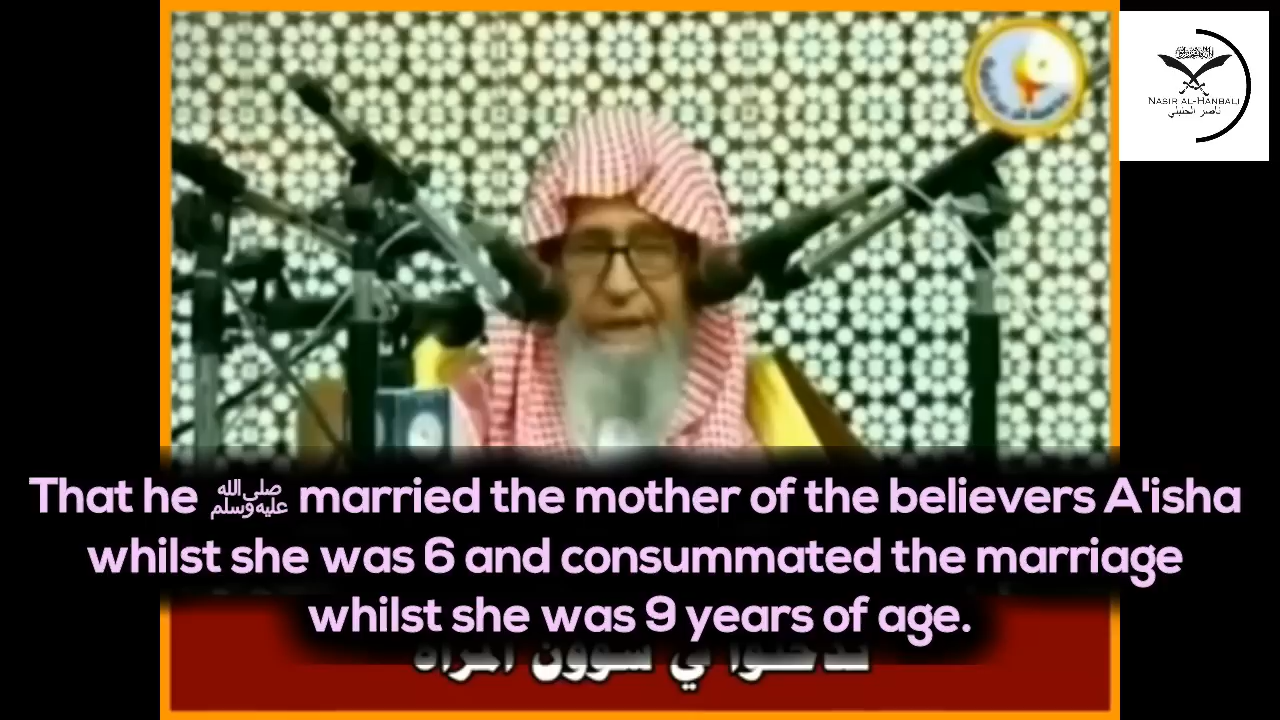 NASIR AL-HANBALI
ناصر الحنبلي
That he ﷺ married the mother of the believers A'isha
whilst she was 6 and consummated the marriage
whilst she was 9 years of age.